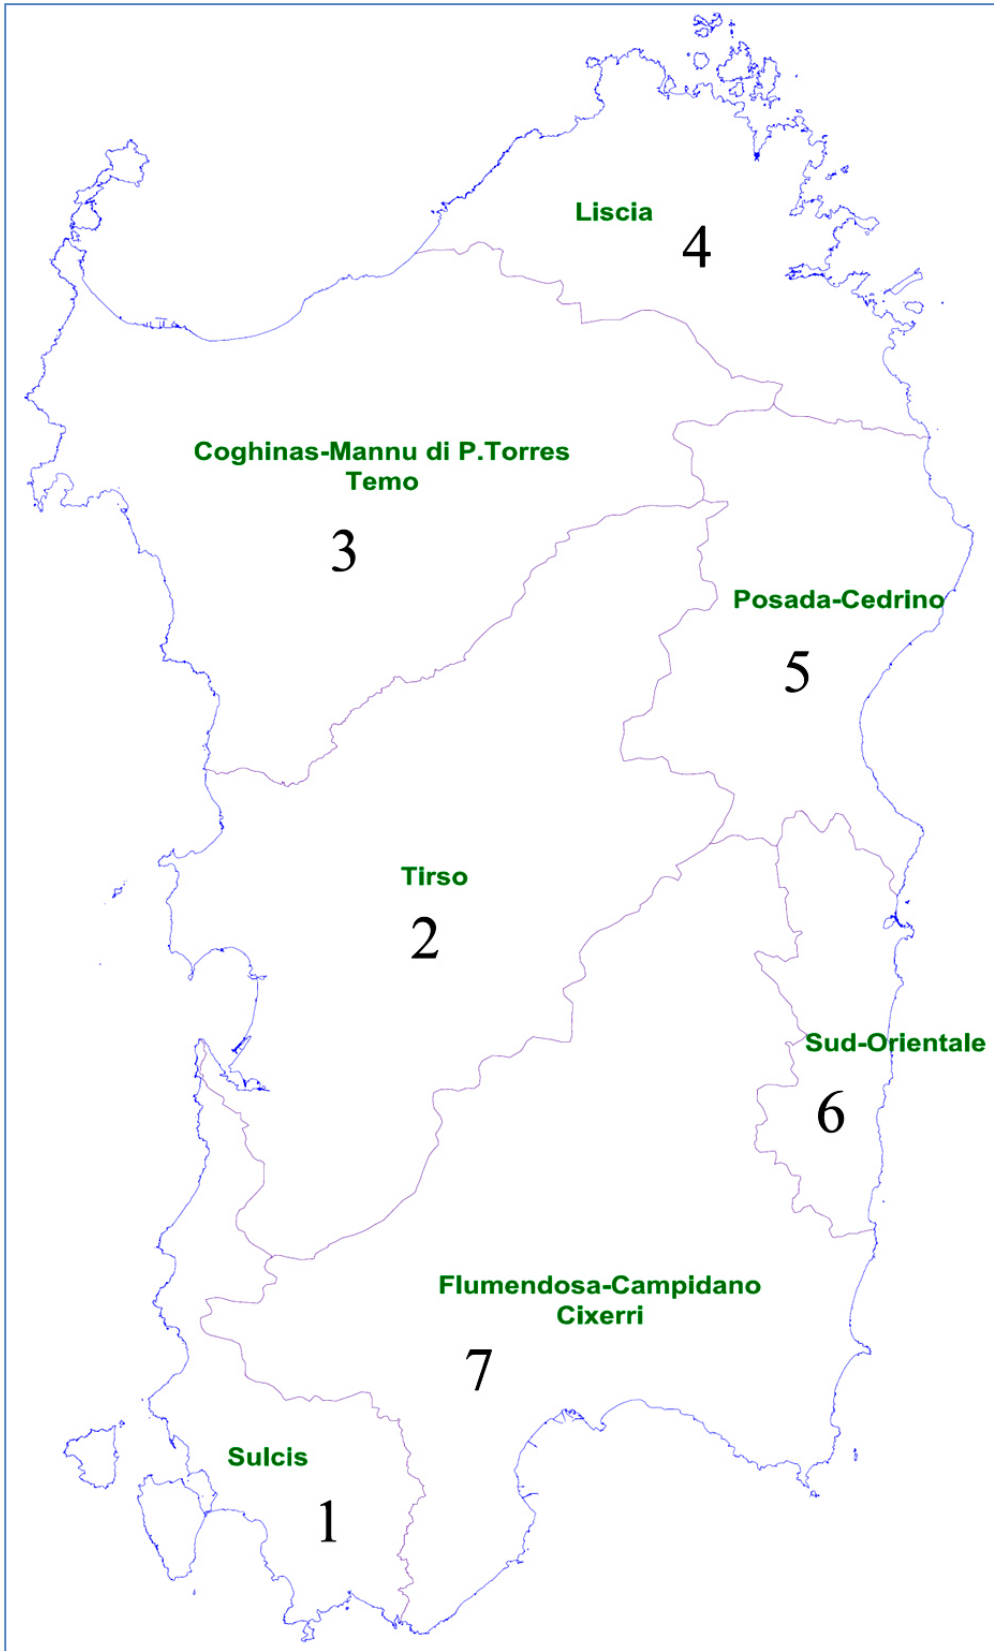 Liscia
4
Coghinas-Mannu di P.Torres
Temo
3
Posada-Cedrino
5
Tirso
2
Sud-Orientale
6
Flumendosa-Campidano
Cixerri
7
Sulcis
1